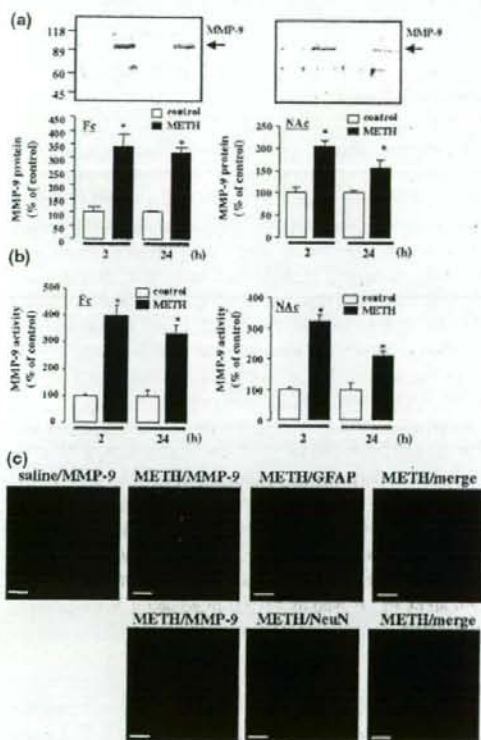 (a)
118
89
60
45
MMP-9
MMP-9
MMP-9 protein
(% of control)
450
400
350
300
250
200
150
100
50
0
Fc
control
METH
*
*
2
24
(h)
MMP-9 protein
(% of control)
250
200
150
100
50
0
NAc
control
METH
*
*
2
24
(h)
(b)
MMP-9 activity
(% of control)
500
400
300
200
100
0
Fc
control
METH
*
*
2
24
(h)
MMP-9 activity
(% of control)
400
300
200
100
0
NAc
control
METH
*
*
2
24
(h)
(c)
saline/MMP-9 METH/MMP-9 METH/GFAP METH/merge
METH/MMP-9 METH/NeuN METH/merge